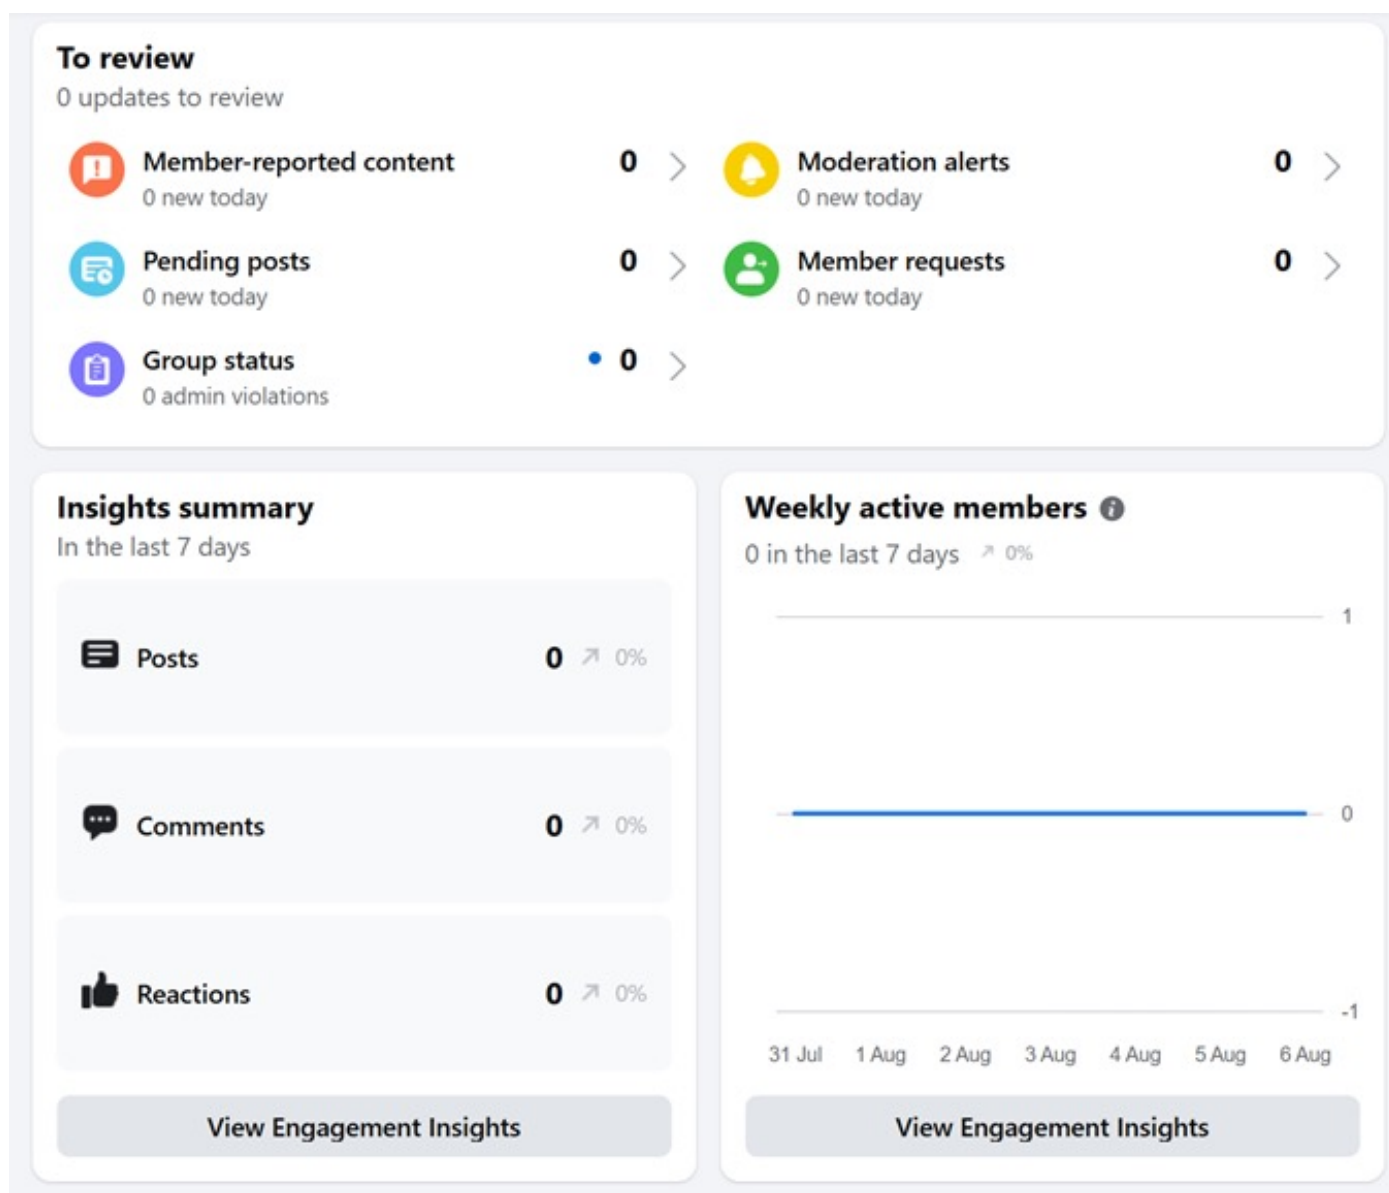 To review
0 updates to review
Member-reported content 0
0 new today
Moderation alerts 0
0 new today
Pending posts 0
0 new today
Member requests 0
0 new today
Group status 0
0 admin violations
Insights summary
In the last 7 days
Posts 0 0%
Comments 0 0%
Reactions 0 0%
View Engagement Insights
Weekly active members
0 in the last 7 days 0%
1
0
-1
31 Jul 1 Aug 2 Aug 3 Aug 4 Aug 5 Aug 6 Aug
View Engagement Insights